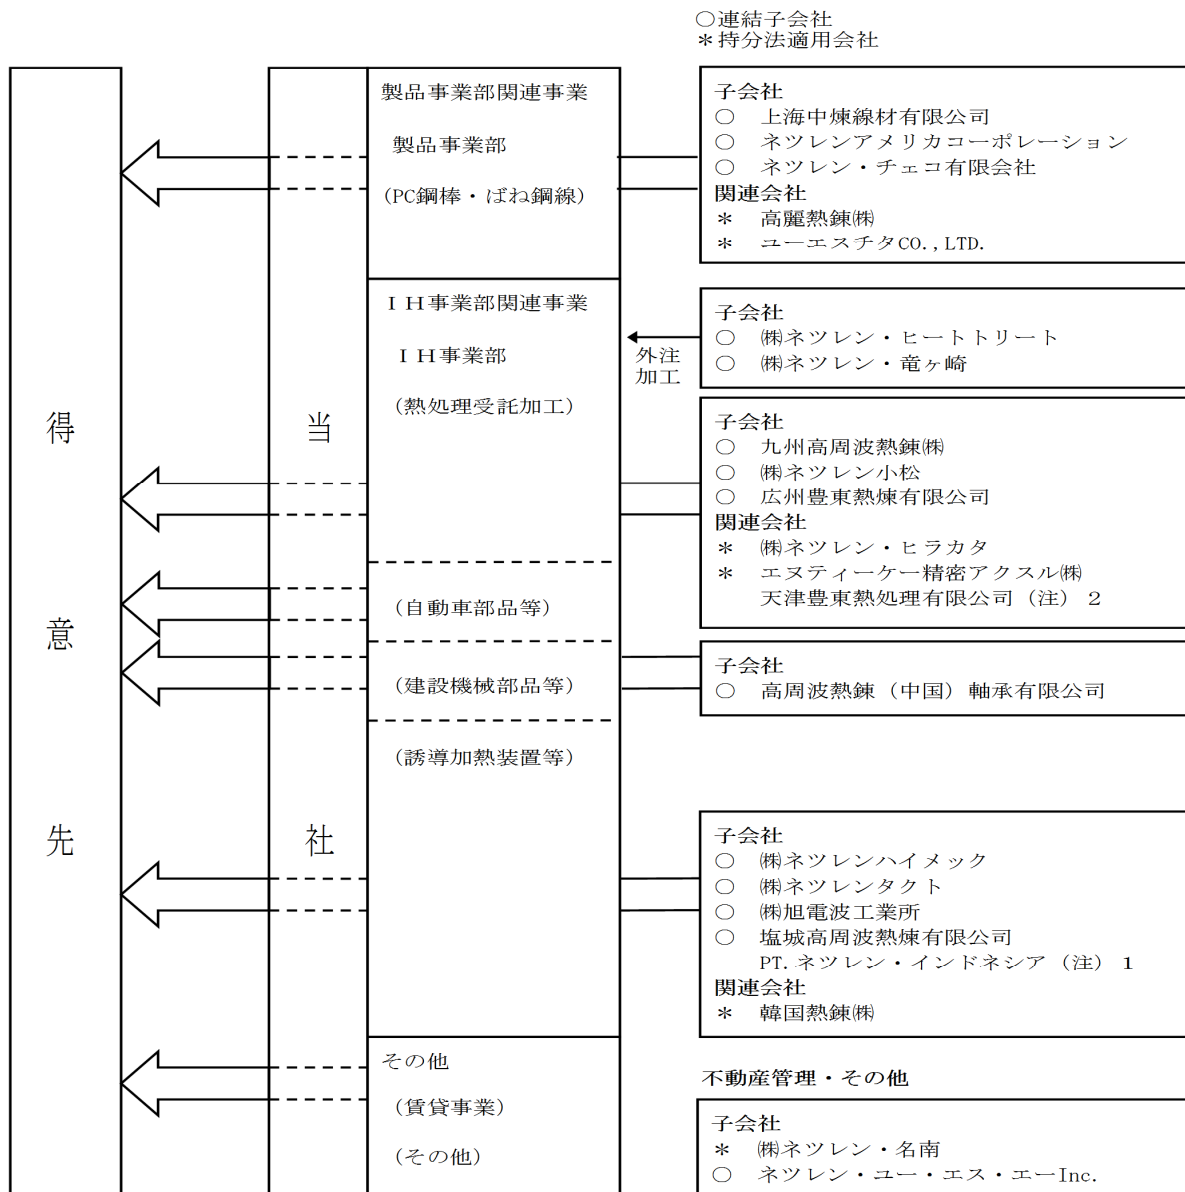 ○連結子会社
＊持分法適用会社
得意先
当社
製品事業部関連事業
製品事業部
(PC鋼棒・ばね鋼線)
子会社
○ 上海中煉線材有限公司
○ ネツレンアメリカコーポレーション
○ ネツレン・チェコ有限会社
関連会社
＊ 高麗熱錬㈱
＊ ユーエスチタCO.,LTD.
ＩＨ事業部関連事業
ＩＨ事業部
(熱処理受託加工)
外注
加工
子会社
○ ㈱ネツレン・ヒートトリート
○ ㈱ネツレン・竜ヶ崎
子会社
○ 九州高周波熱錬㈱
○ ㈱ネツレン小松
○ 広州豊東熱煉有限公司
関連会社
＊ ㈱ネツレン・ヒラカタ
＊ エヌティーケー精密アクスル㈱
天津豊東熱処理有限公司（注）２
(自動車部品等)
(建設機械部品等)
子会社
○ 高周波熱錬（中国）軸承有限公司
(誘導加熱装置等)
子会社
○ ㈱ネツレンハイメック
○ ㈱ネツレンタクト
○ ㈱旭電波工業所
○ 塩城高周波熱煉有限公司
PT.ネツレン・インドネシア（注）１
関連会社
＊ 韓国熱錬㈱
その他
(賃貸事業)
(その他)
不動産管理・その他
子会社
＊ ㈱ネツレン・名南
○ ネツレン・ユー・エス・エーInc.